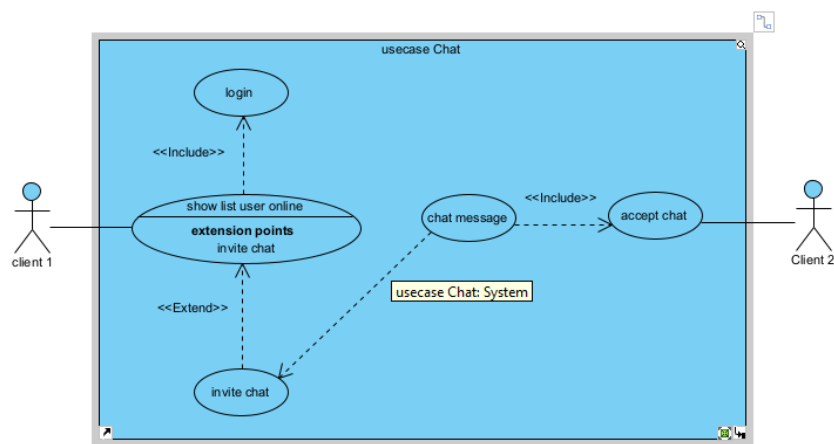 usecase Chat
login
<<Include>>
show list user online
extension points
invite chat
client 1
<<Extend>>
invite chat
chat message
<<Include>>
accept chat
Client 2
usecase Chat: System